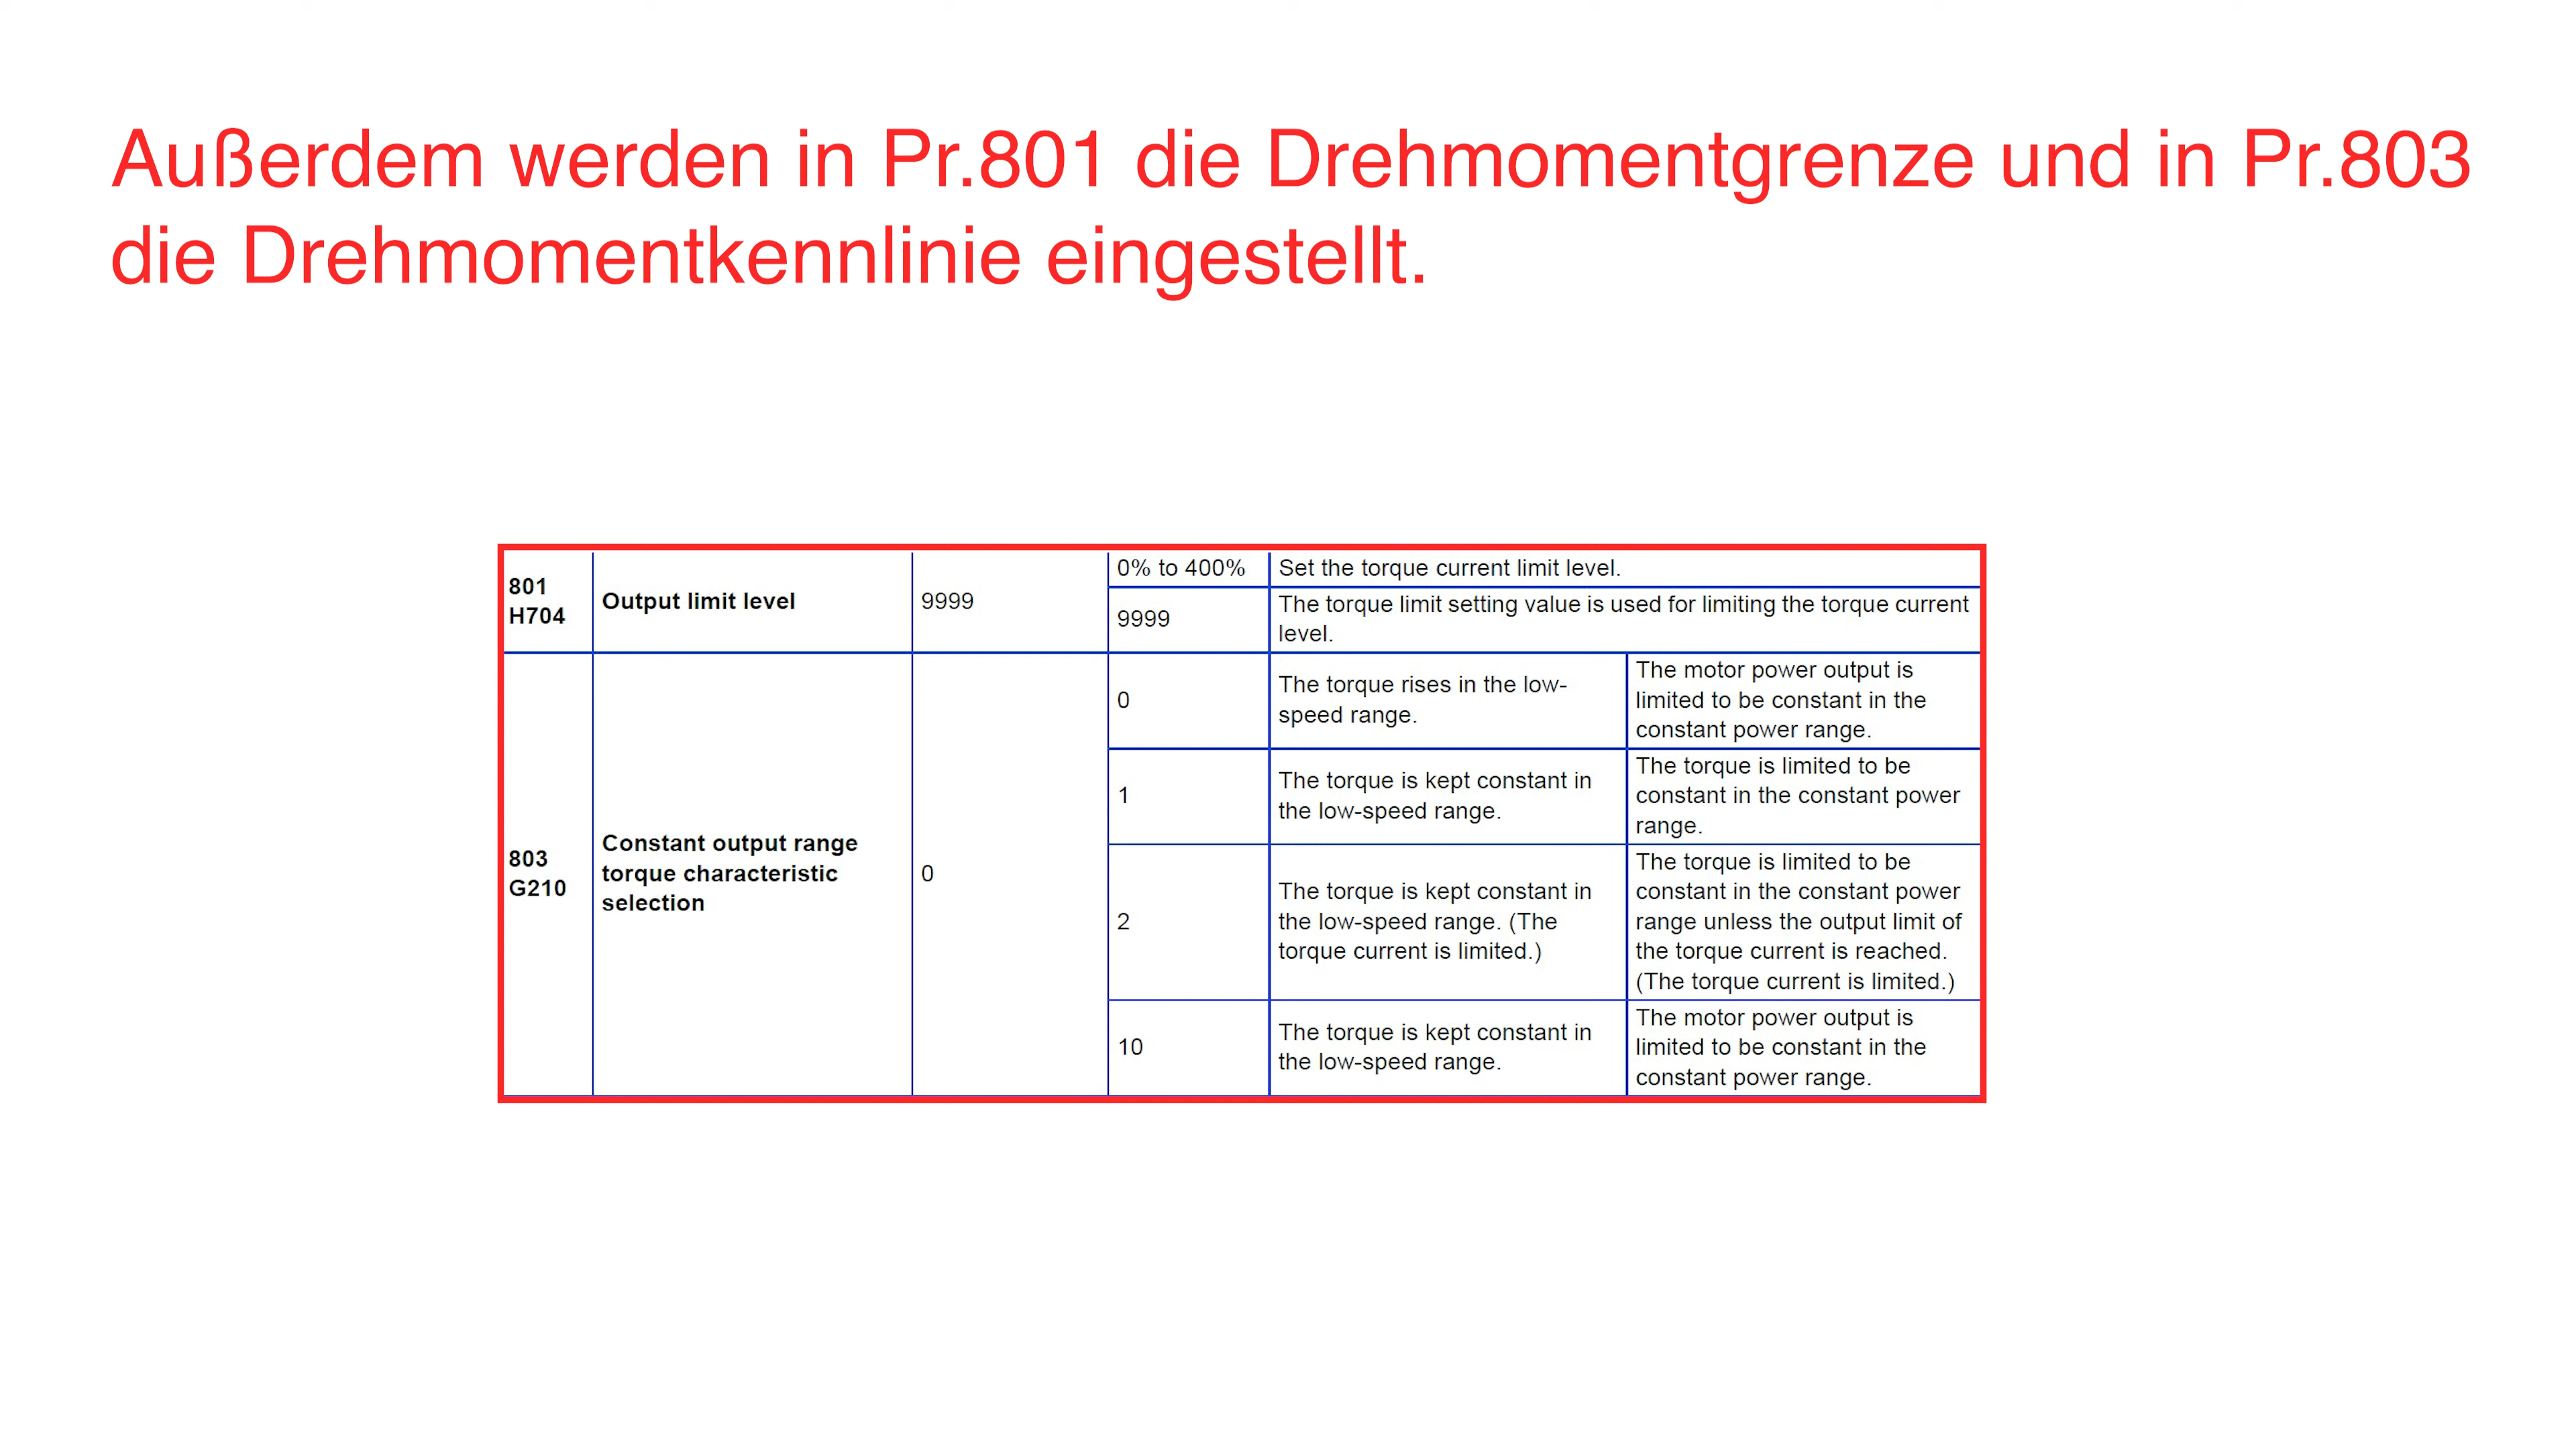 Außerdem werden in Pr.801 die Drehmomentgrenze und in Pr.803
die Drehmomentkennlinie eingestellt.
801
H704
Output limit level
9999
0% to 400%
Set the torque current limit level.
9999
The torque limit setting value is used for limiting the torque current
level.
803
G210
Constant output range
torque characteristic
selection
0
0
The torque rises in the low-
speed range.
The motor power output is
limited to be constant in the
constant power range.
1
The torque is kept constant in
the low-speed range.
The torque is limited to be
constant in the constant power
range.
2
The torque is kept constant in
the low-speed range. (The
torque current is limited.)
The torque is limited to be
constant in the constant power
range unless the output limit of
the torque current is reached.
(The torque current is limited.)
10
The torque is kept constant in
the low-speed range.
The motor power output is
limited to be constant in the
constant power range.